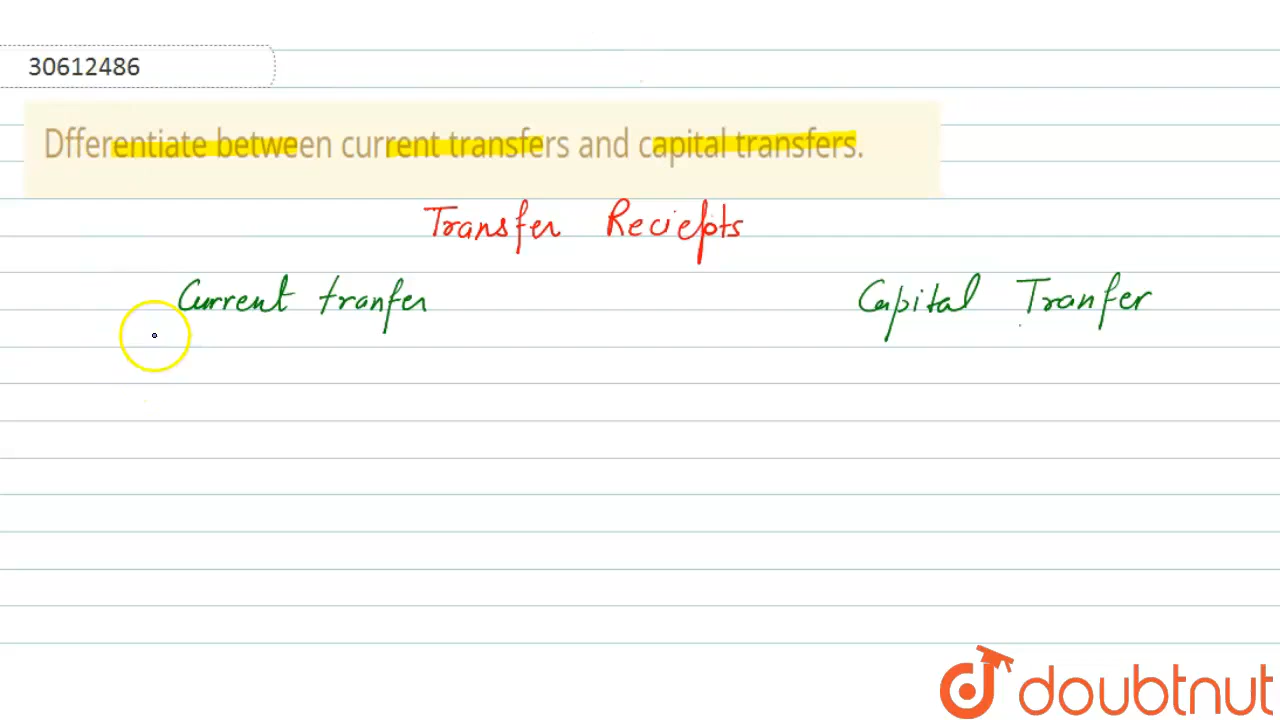 30612486
Dfferentiate between current transfers and capital transfers.
Transfer Reciepts
Current tranfer
Capital Tranfer
doubtnut